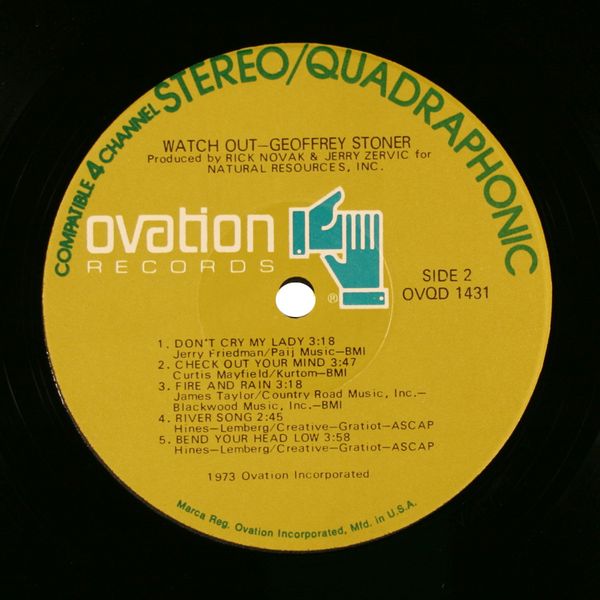 COMPATIBLE 4 CHANNEL STEREO/QUADRAPHONIC
WATCH OUT—GEOFFREY STONER
Produced by RICK NOVAK & JERRY ZERVIC for
NATURAL RESOURCES, INC.
ovation
RECORDS
®
SIDE 2
OVQD 1431
1. DON'T CRY MY LADY 3:18
Jerry Friedman/Paij Music—BMI
2. CHECK OUT YOUR MIND 3:47
Curtis Mayfield/Kurtom—BMI
3. FIRE AND RAIN 3:18
James Taylor/Country Road Music, Inc.—
Blackwood Music, Inc.—BMI
4. RIVER SONG 2:45
Hines—Lemberg/Creative—Gratiot—ASCAP
5. BEND YOUR HEAD LOW 3:58
Hines—Lemberg/Creative—Gratiot—ASCAP
1973 Ovation Incorporated
Marca Reg. Ovation Incorporated, Mfd. in U.S.A.